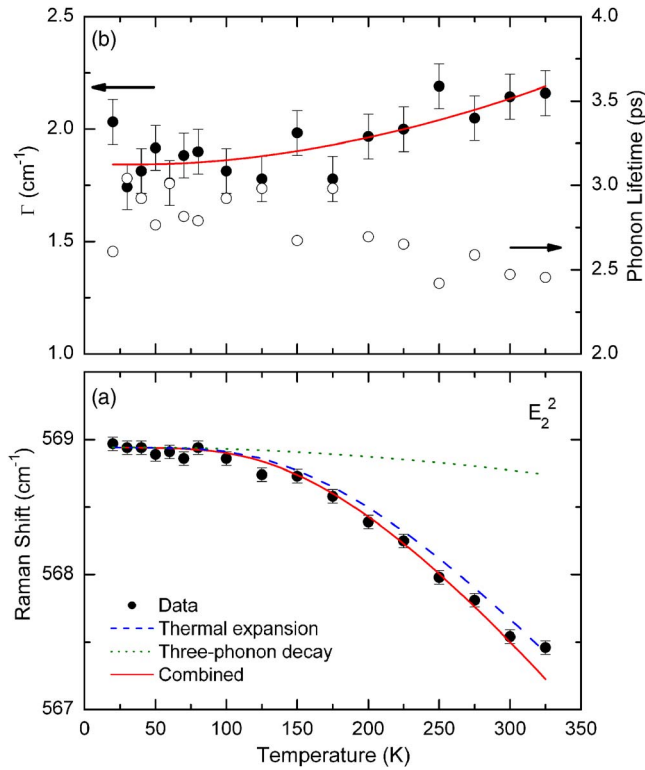 (b)
2.5
2.0
1.5
1.0
Γ (cm⁻¹)
4.0
3.5
3.0
2.5
2.0
Phonon Lifetime (ps)
(a)
E₂²
569
568
567
Raman Shift (cm⁻¹)
Data
Thermal expansion
Three-phonon decay
Combined
0 50 100 150 200 250 300 350
Temperature (K)